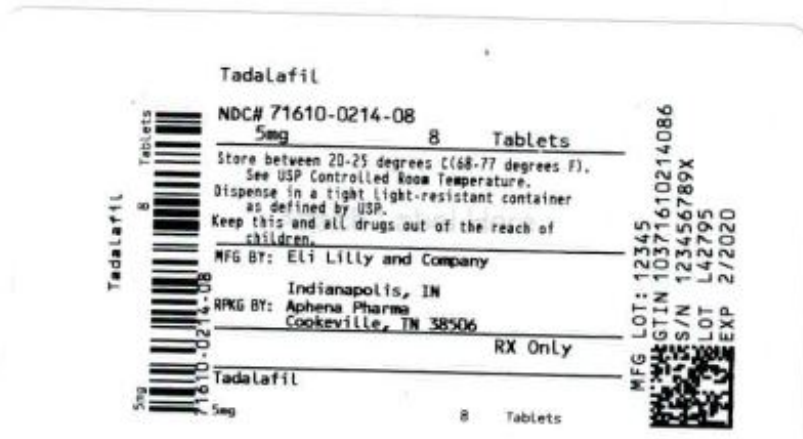 Tadalafil
NDC# 71610-0214-08
5mg 8 Tablets
Store between 20-25 degrees C(68-77 degrees F).
See USP Controlled Room Temperature.
Dispense in a tight light-resistant container
as defined by USP.
Keep this and all drugs out of the reach of
children.
MFG BY: Eli Lilly and Company
Indianapolis, IN
RPKG BY: Aphena Pharma
Cookeville, TN 38506
RX Only
Tadalafil
5mg 8 Tablets
Tadalafil
5mg 8 Tablets
71610-0214-08
MFG LOT: 12345
GTIN 10371610214086
S/N 123456789X
LOT L42795
EXP 2/2020